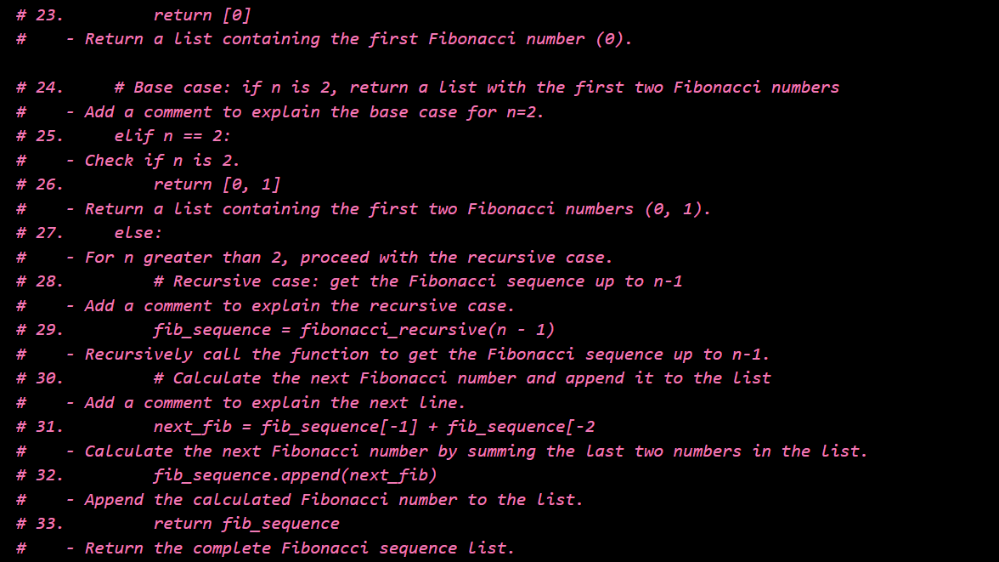 # 23.         return [0]
#    - Return a list containing the first Fibonacci number (0).

# 24.     # Base case: if n is 2, return a list with the first two Fibonacci numbers
#    - Add a comment to explain the base case for n=2.
# 25.     elif n == 2:
#    - Check if n is 2.
# 26.         return [0, 1]
#    - Return a list containing the first two Fibonacci numbers (0, 1).
# 27.     else:
#    - For n greater than 2, proceed with the recursive case.
# 28.         # Recursive case: get the Fibonacci sequence up to n-1
#    - Add a comment to explain the recursive case.
# 29.         fib_sequence = fibonacci_recursive(n - 1)
#    - Recursively call the function to get the Fibonacci sequence up to n-1.
# 30.         # Calculate the next Fibonacci number and append it to the list
#    - Add a comment to explain the next line.
# 31.         next_fib = fib_sequence[-1] + fib_sequence[-2
#    - Calculate the next Fibonacci number by summing the last two numbers in the list.
# 32.         fib_sequence.append(next_fib)
#    - Append the calculated Fibonacci number to the list.
# 33.         return fib_sequence
#    - Return the complete Fibonacci sequence list.